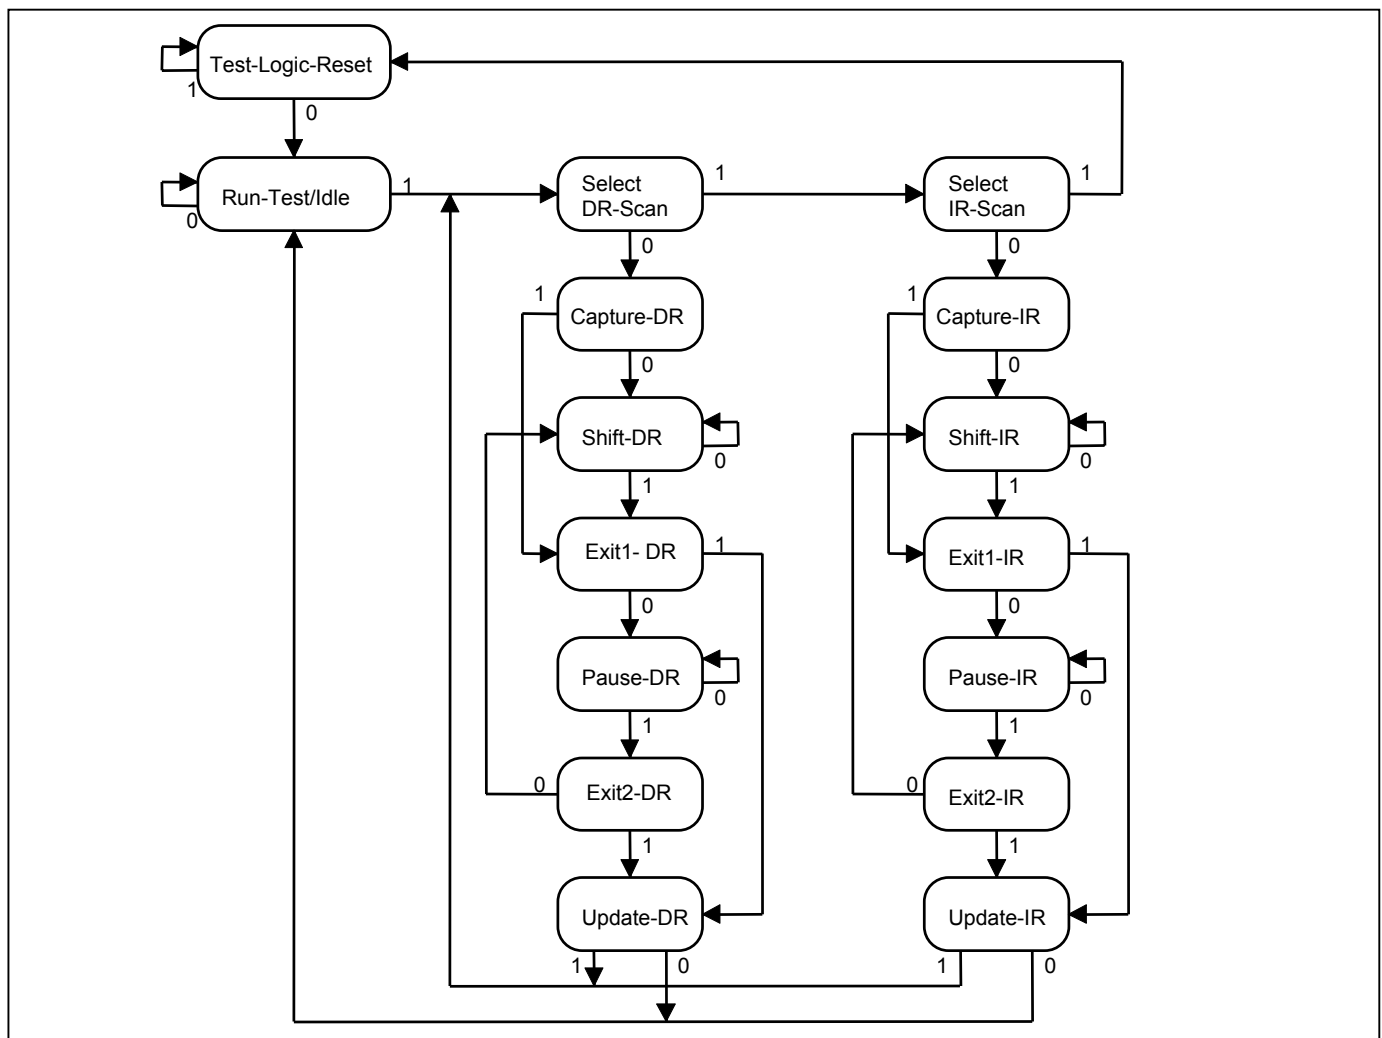 Test-Logic-Reset
1
0
Run-Test/Idle
0
1
Select
DR-Scan
1
0
Select
IR-Scan
1
0
1
Capture-DR
0
1
Capture-IR
0
Shift-DR
0
1
Shift-IR
0
1
Exit1- DR
1
0
Exit1-IR
1
0
Pause-DR
0
1
Pause-IR
0
1
0
Exit2-DR
1
0
Exit2-IR
1
Update-DR
1
0
Update-IR
1
0